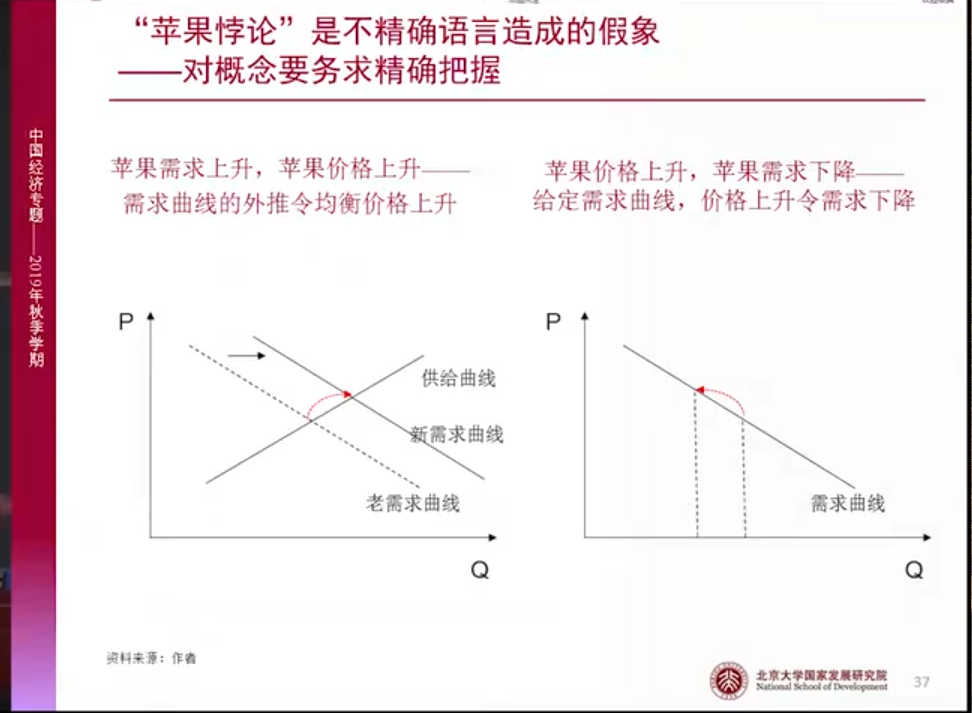 “苹果悖论”是不精确语言造成的假象
——对概念要务求精确把握
中国经济专题——2019年秋季学期
苹果需求上升，苹果价格上升——
需求曲线的外推令均衡价格上升
苹果价格上升，苹果需求下降——
给定需求曲线，价格上升令需求下降
P
供给曲线
新需求曲线
老需求曲线
Q
P
需求曲线
Q
资料来源：作者
北京大学国家发展研究院
National School of Development
37